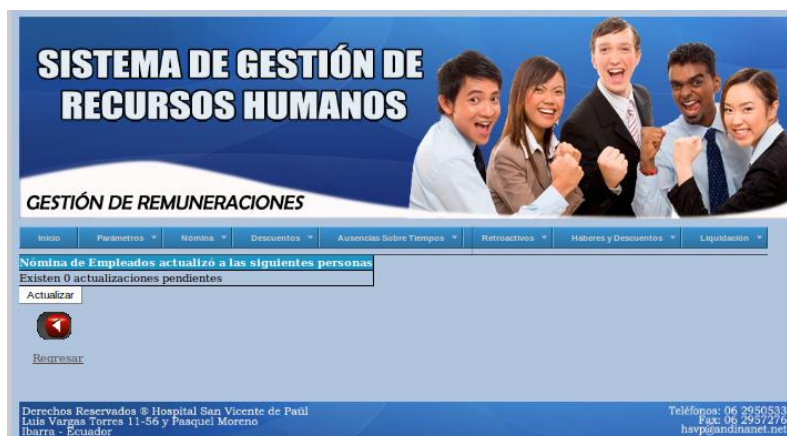 SISTEMA DE GESTIÓN DE
RECURSOS HUMANOS
GESTIÓN DE REMUNERACIONES
Inicio Parámetros Nómina Descuentos Ausencias Sobre Tiempos Retroactivos Haberes y Descuentos Liquidación
Nómina de Empleados actualizó a las siguientes personas
Existen 0 actualizaciones pendientes
Actualizar
Regresar
Derechos Reservados ® Hospital San Vicente de Paúl
Luis Vargas Torres 11-56 y Pasquel Moreno
Ibarra - Ecuador
Teléfonos: 06 2950533
Fax: 06 2957276
hsvp@andinanet.net